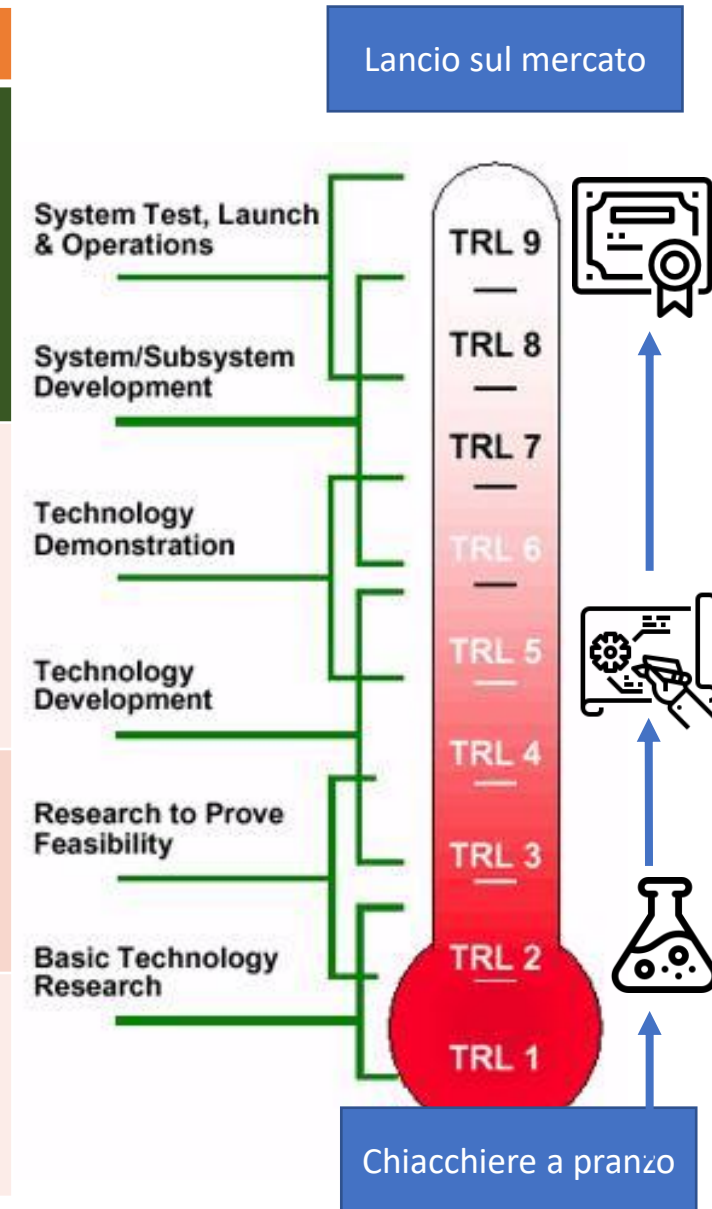 Lancio sul mercato
System Test, Launch
& Operations
TRL 9
System/Subsystem
Development
TRL 8
TRL 7
Technology
Demonstration
TRL 6
Technology
Development
TRL 5
TRL 4
Research to Prove
Feasibility
TRL 3
Basic Technology
Research
TRL 2
TRL 1
Chiacchiere a pranzo